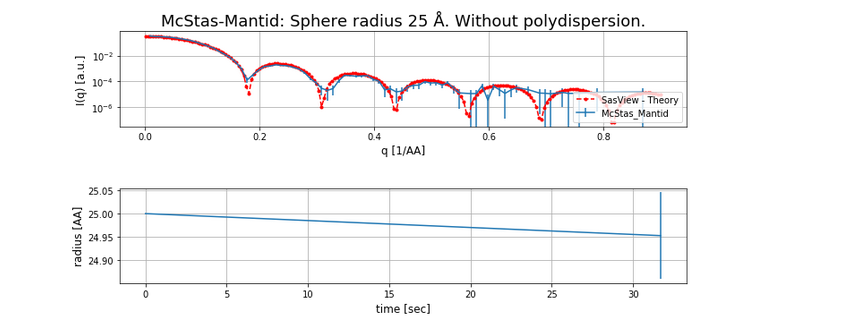 McStas-Mantid: Sphere radius 25 Å. Without polydispersion.
I(q) [a.u.]
10⁻²
10⁻⁴
10⁻⁶
SasView - Theory
McStas_Mantid
0.0 0.2 0.4 0.6 0.8
q [1/AA]
radius [AA]
25.05
25.00
24.95
24.90
0 5 10 15 20 25 30
time [sec]